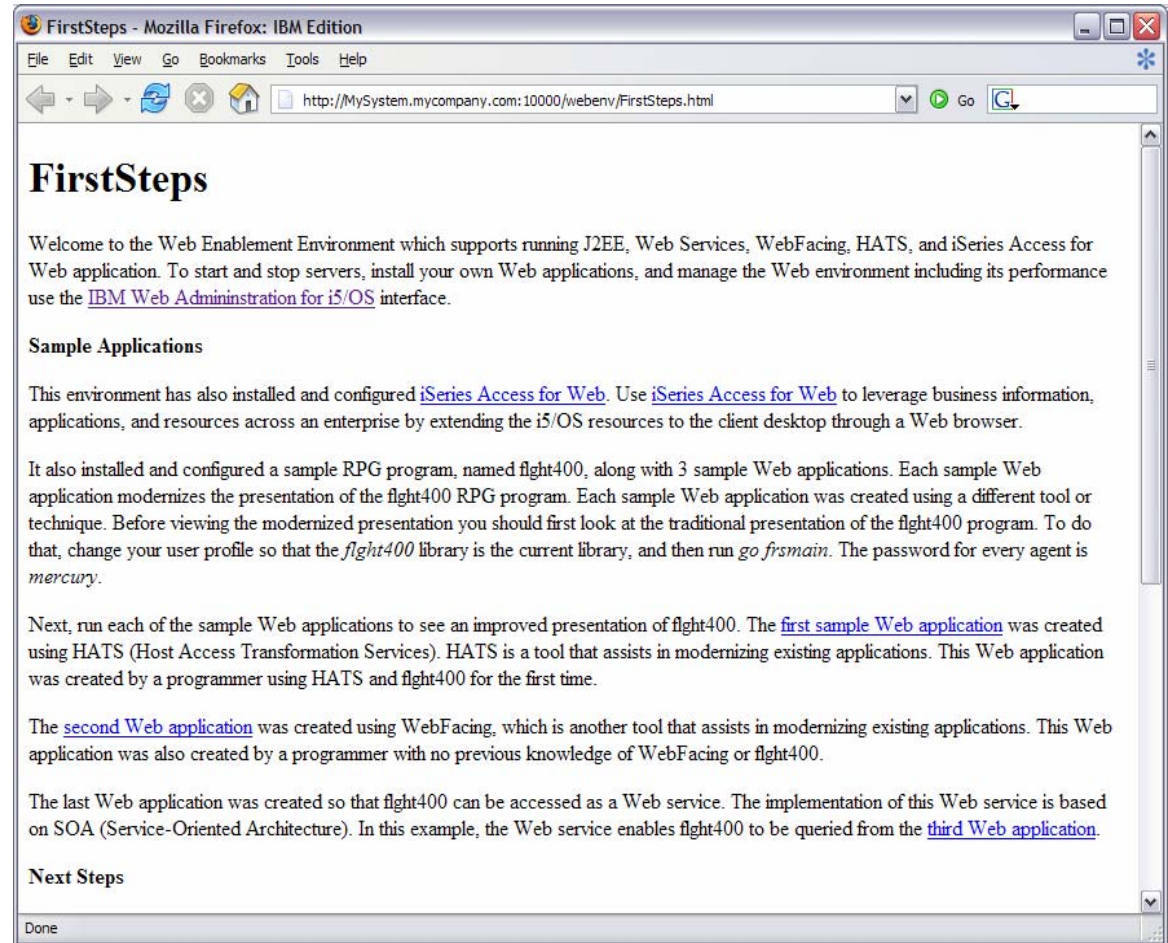 FirstSteps - Mozilla Firefox: IBM Edition
File Edit View Go Bookmarks Tools Help
http://MySystem.mycompany.com:10000/webenv/FirstSteps.html Go G
FirstSteps
Welcome to the Web Enablement Environment which supports running J2EE, Web Services, WebFacing, HATS, and iSeries Access for
Web application. To start and stop servers, install your own Web applications, and manage the Web environment including its performance
use the IBM Web Admininstration for i5/OS interface.
Sample Applications
This environment has also installed and configured iSeries Access for Web. Use iSeries Access for Web to leverage business information,
applications, and resources across an enterprise by extending the i5/OS resources to the client desktop through a Web browser.
It also installed and configured a sample RPG program, named flght400, along with 3 sample Web applications. Each sample Web
application modernizes the presentation of the flght400 RPG program. Each sample Web application was created using a different tool or
technique. Before viewing the modernized presentation you should first look at the traditional presentation of the flght400 program. To do
that, change your user profile so that the flght400 library is the current library, and then run go frsmain. The password for every agent is
mercury.
Next, run each of the sample Web applications to see an improved presentation of flght400. The first sample Web application was created
using HATS (Host Access Transformation Services). HATS is a tool that assists in modernizing existing applications. This Web application
was created by a programmer using HATS and flght400 for the first time.
The second Web application was created using WebFacing, which is another tool that assists in modernizing existing applications. This Web
application was also created by a programmer with no previous knowledge of WebFacing or flght400.
The last Web application was created so that flght400 can be accessed as a Web service. The implementation of this Web service is based
on SOA (Service-Oriented Architecture). In this example, the Web service enables flght400 to be queried from the third Web application.
Next Steps
Done